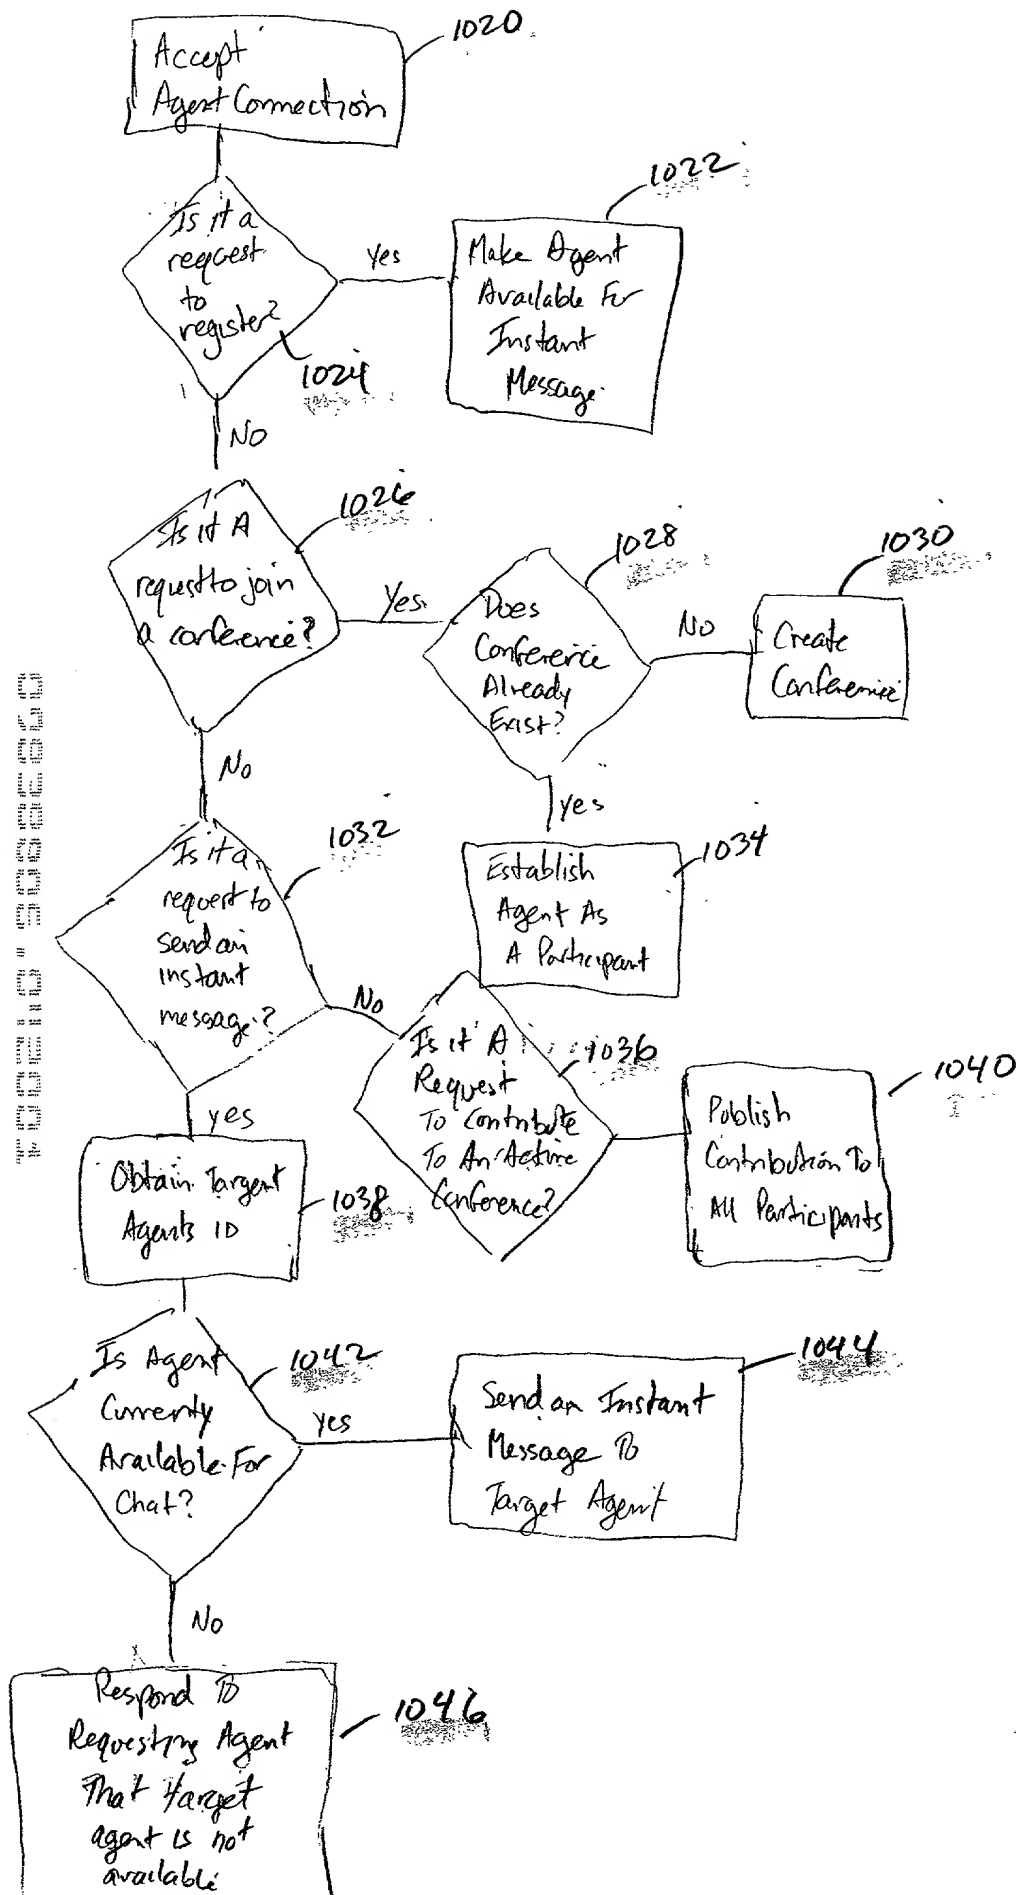 1020
Accept
Agent Connection
1022
Is it a
request
to
register?
yes
Make Agent
Available For
Instant
Message
1024
No
1026
Is it A
request to join
a conference?
Yes
1028
Does
Conference
Already
Exist?
No
1030
Create
Conference
No
yes
1032
Is it a
request to
send an
instant
message?
1034
Establish
Agent As
A Participant
No
1036
Is it A
Request
To Contribute
To An Active
Conference?
1040
Publish
Contribution To
All Participants
yes
Obtain Targent
Agents ID
1038
1042
Is Agent
Currently
Available For
Chat?
yes
1044
Send an Instant
Message To
Target Agent
No
1046
Respond To
Requesting Agent
That target
agent is not
available